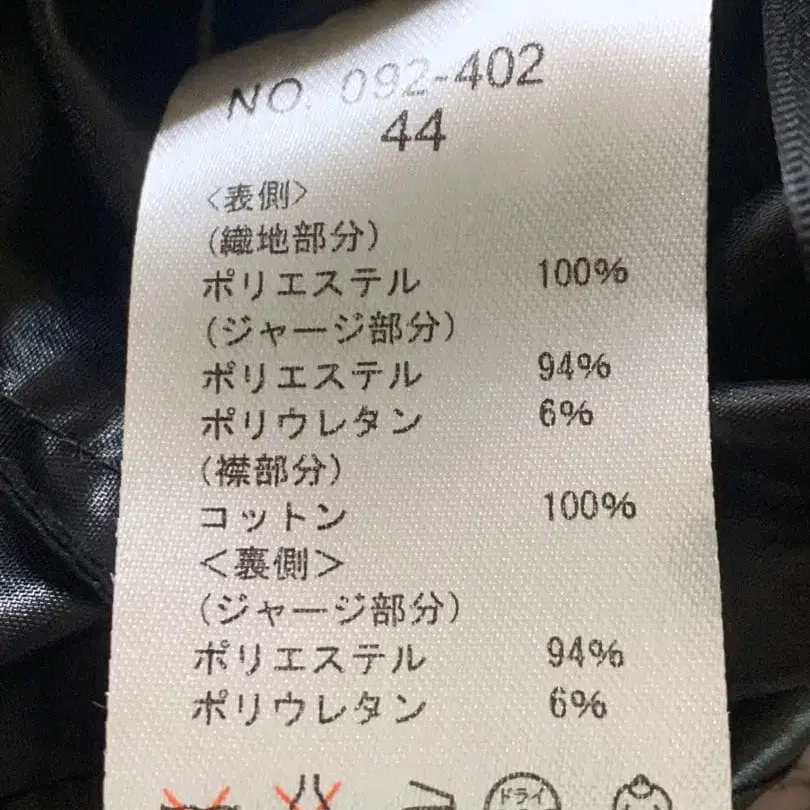 NO. 092-402
44
<表側>
(織地部分)
ポリエステル 100%
(ジャージ部分)
ポリエステル 94%
ポリウレタン 6%
(襟部分)
コットン 100%
<裏側>
(ジャージ部分)
ポリエステル 94%
ポリウレタン 6%
ドライ